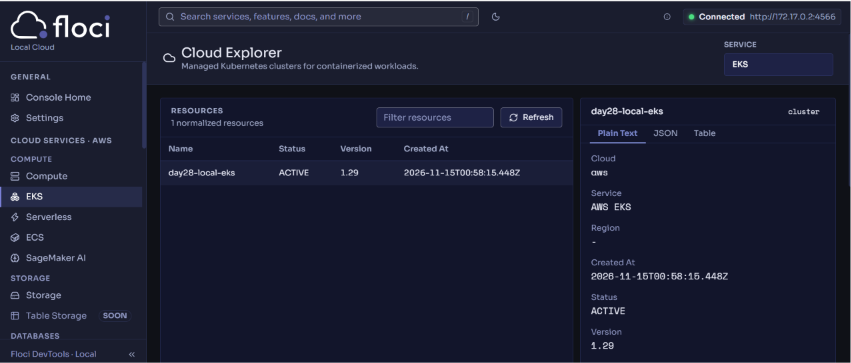 floci
Local Cloud
Search services, features, docs, and more /
Connected http://172.17.0.2:4566
GENERAL
Console Home
Settings
CLOUD SERVICES · AWS
COMPUTE
Compute
EKS
Serverless
ECS
SageMaker AI
STORAGE
Storage
Table Storage SOON
DATABASES
Floci DevTools · Local «
Cloud Explorer
Managed Kubernetes clusters for containerized workloads.
SERVICE
EKS
RESOURCES
1 normalized resources
Filter resources
Refresh
Name Status Version Created At
day28-local-eks ACTIVE 1.29 2026-11-15T00:58:15.448Z
day28-local-eks cluster
Plain Text JSON Table
Cloud
aws
Service
AWS EKS
Region
-
Created At
2026-11-15T00:58:15.448Z
Status
ACTIVE
Version
1.29